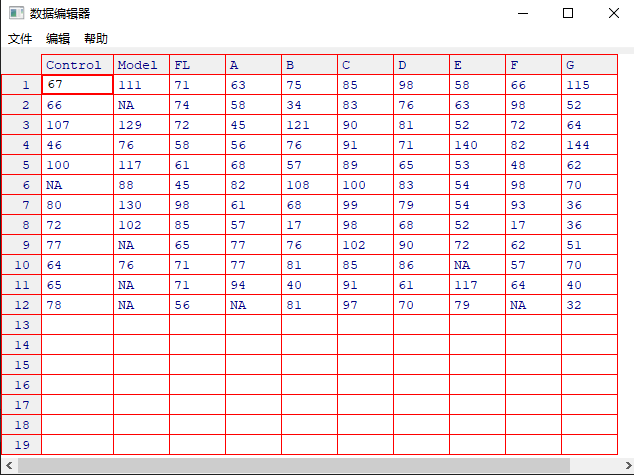 数据编辑器
文件 编辑 帮助
Control Model FL A B C D E F G
1 67 111 71 63 75 85 98 58 66 115
2 66 NA 74 58 34 83 76 63 98 52
3 107 129 72 45 121 90 81 52 72 64
4 46 76 58 56 76 91 71 140 82 144
5 100 117 61 68 57 89 65 53 48 62
6 NA 88 45 82 108 100 83 54 98 70
7 80 130 98 61 68 99 79 54 93 36
8 72 102 85 57 17 98 68 52 17 36
9 77 NA 65 77 76 102 90 72 62 51
10 64 76 71 77 81 85 86 NA 57 70
11 65 NA 71 94 40 91 61 117 64 40
12 78 NA 56 NA 81 97 70 79 NA 32
13
14
15
16
17
18
19